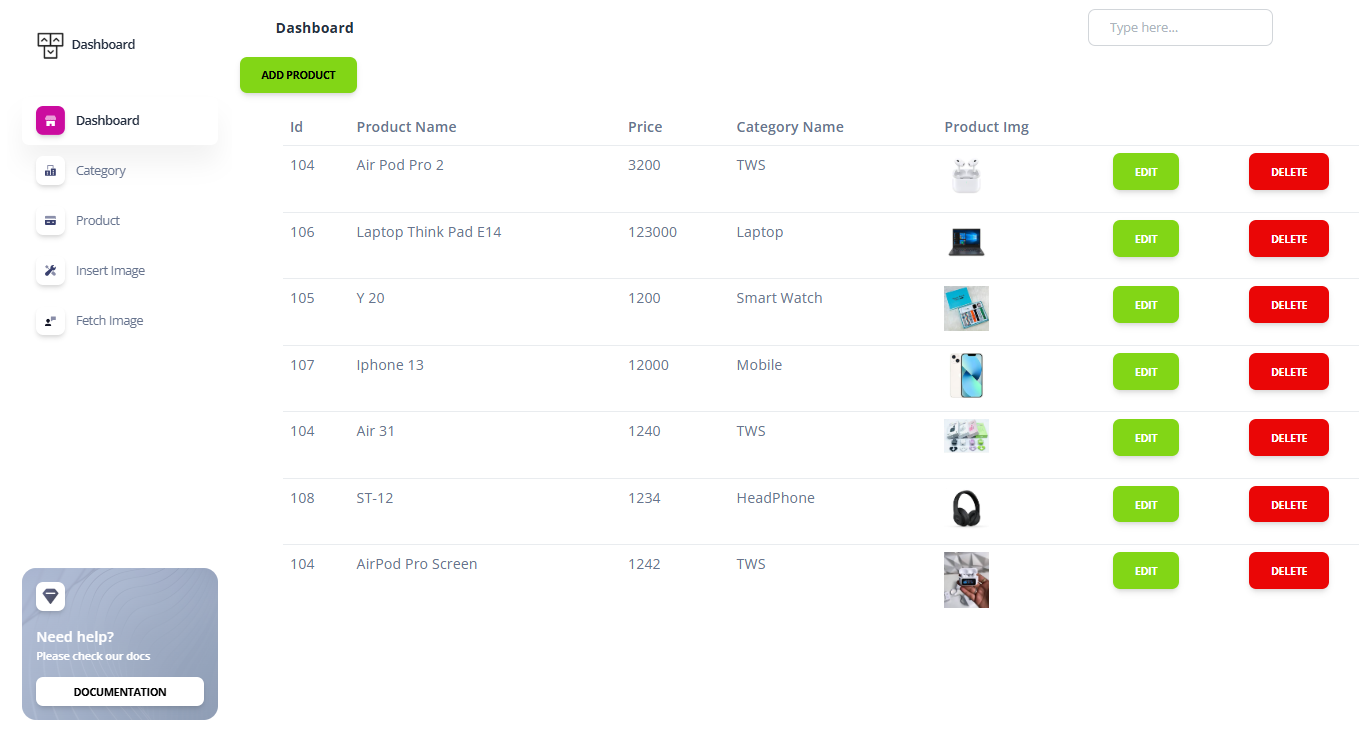 Dashboard
Dashboard
Type here...
ADD PRODUCT
Dashboard
Category
Product
Insert Image
Fetch Image
Id Product Name Price Category Name Product Img
104 Air Pod Pro 2 3200 TWS EDIT DELETE
106 Laptop Think Pad E14 123000 Laptop EDIT DELETE
105 Y 20 1200 Smart Watch EDIT DELETE
107 Iphone 13 12000 Mobile EDIT DELETE
104 Air 31 1240 TWS EDIT DELETE
108 ST-12 1234 HeadPhone EDIT DELETE
104 AirPod Pro Screen 1242 TWS EDIT DELETE
Need help?
Please check our docs
DOCUMENTATION